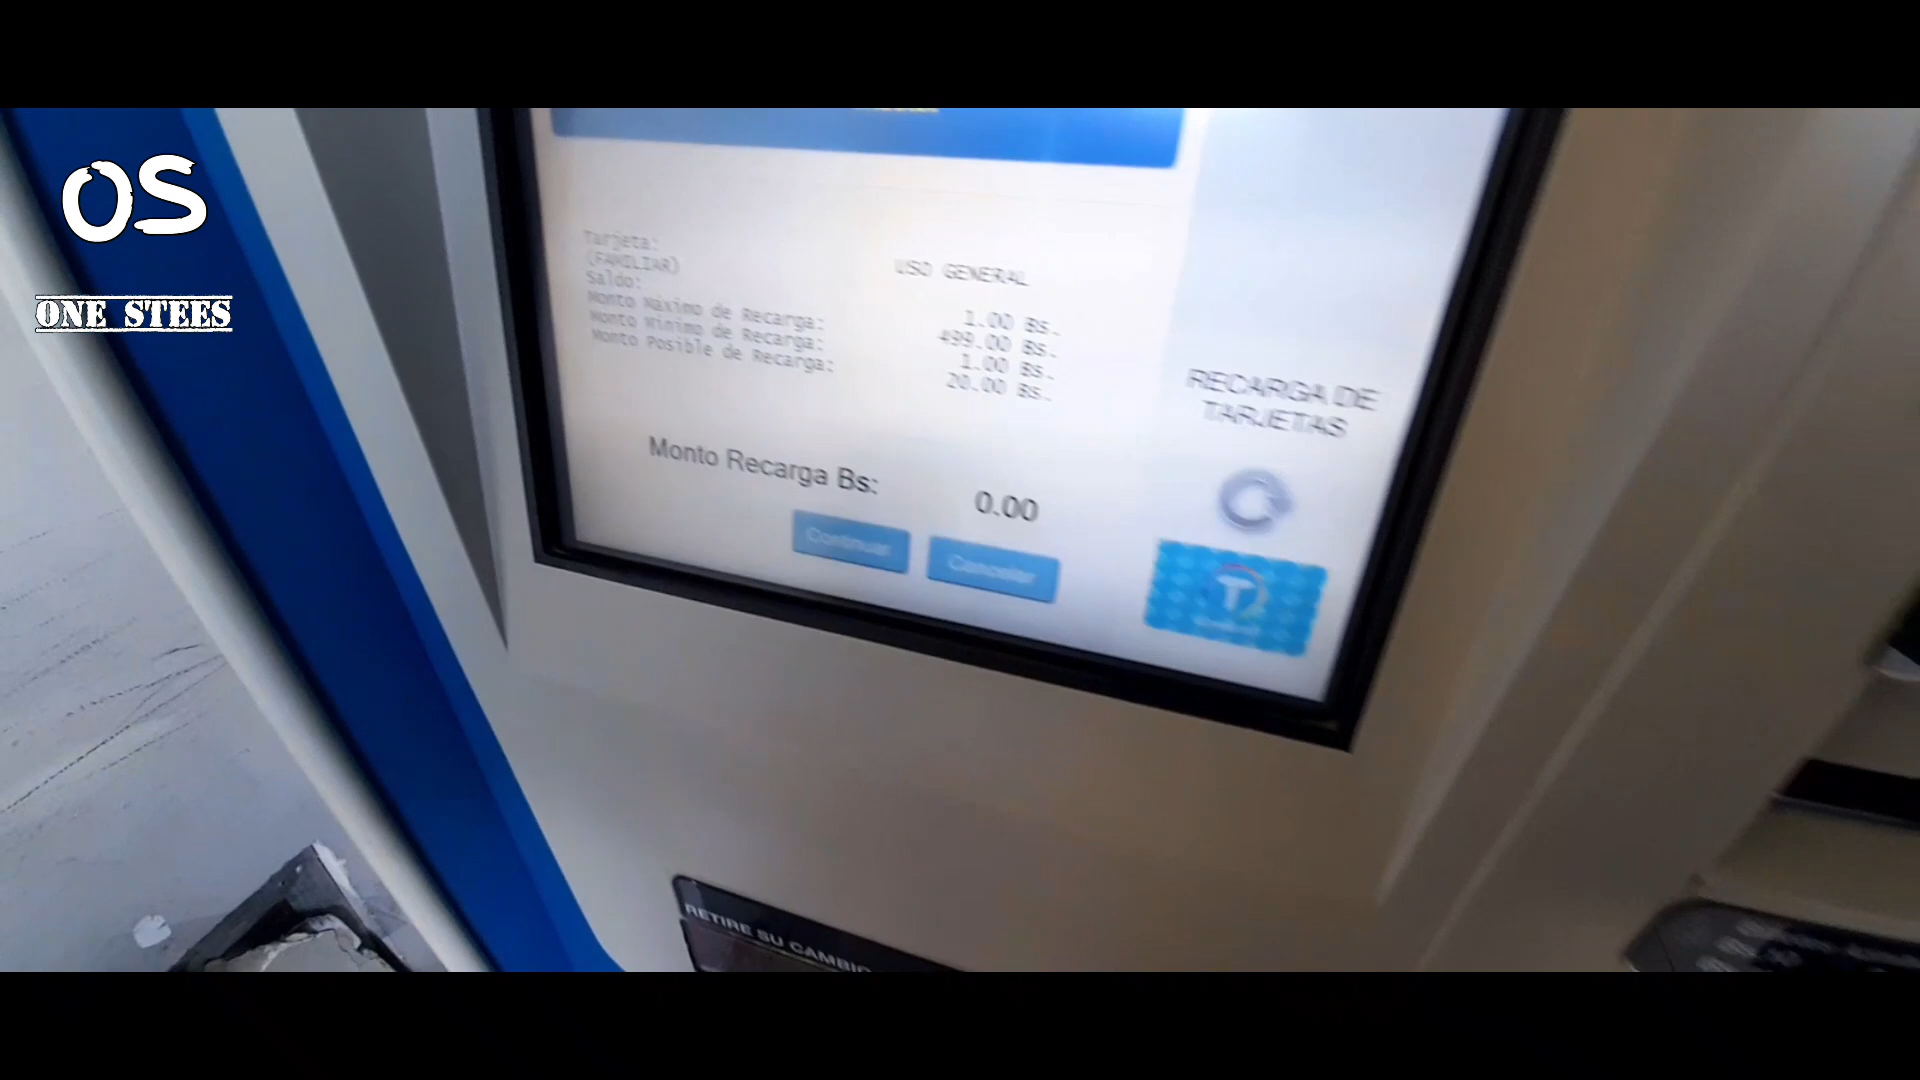 OS
ONE STEES
Tarjeta: USO GENERAL
(FAMILIAR)
Saldo: 1.00 Bs.
Monto Máximo de Recarga: 499.00 Bs.
Monto Mínimo de Recarga: 1.00 Bs.
Monto Posible de Recarga: 20.00 Bs.
Monto Recarga Bs: 0.00
Continuar Cancelar
RECARGA DE
TARJETAS
T
RETIRE SU CAMBIO